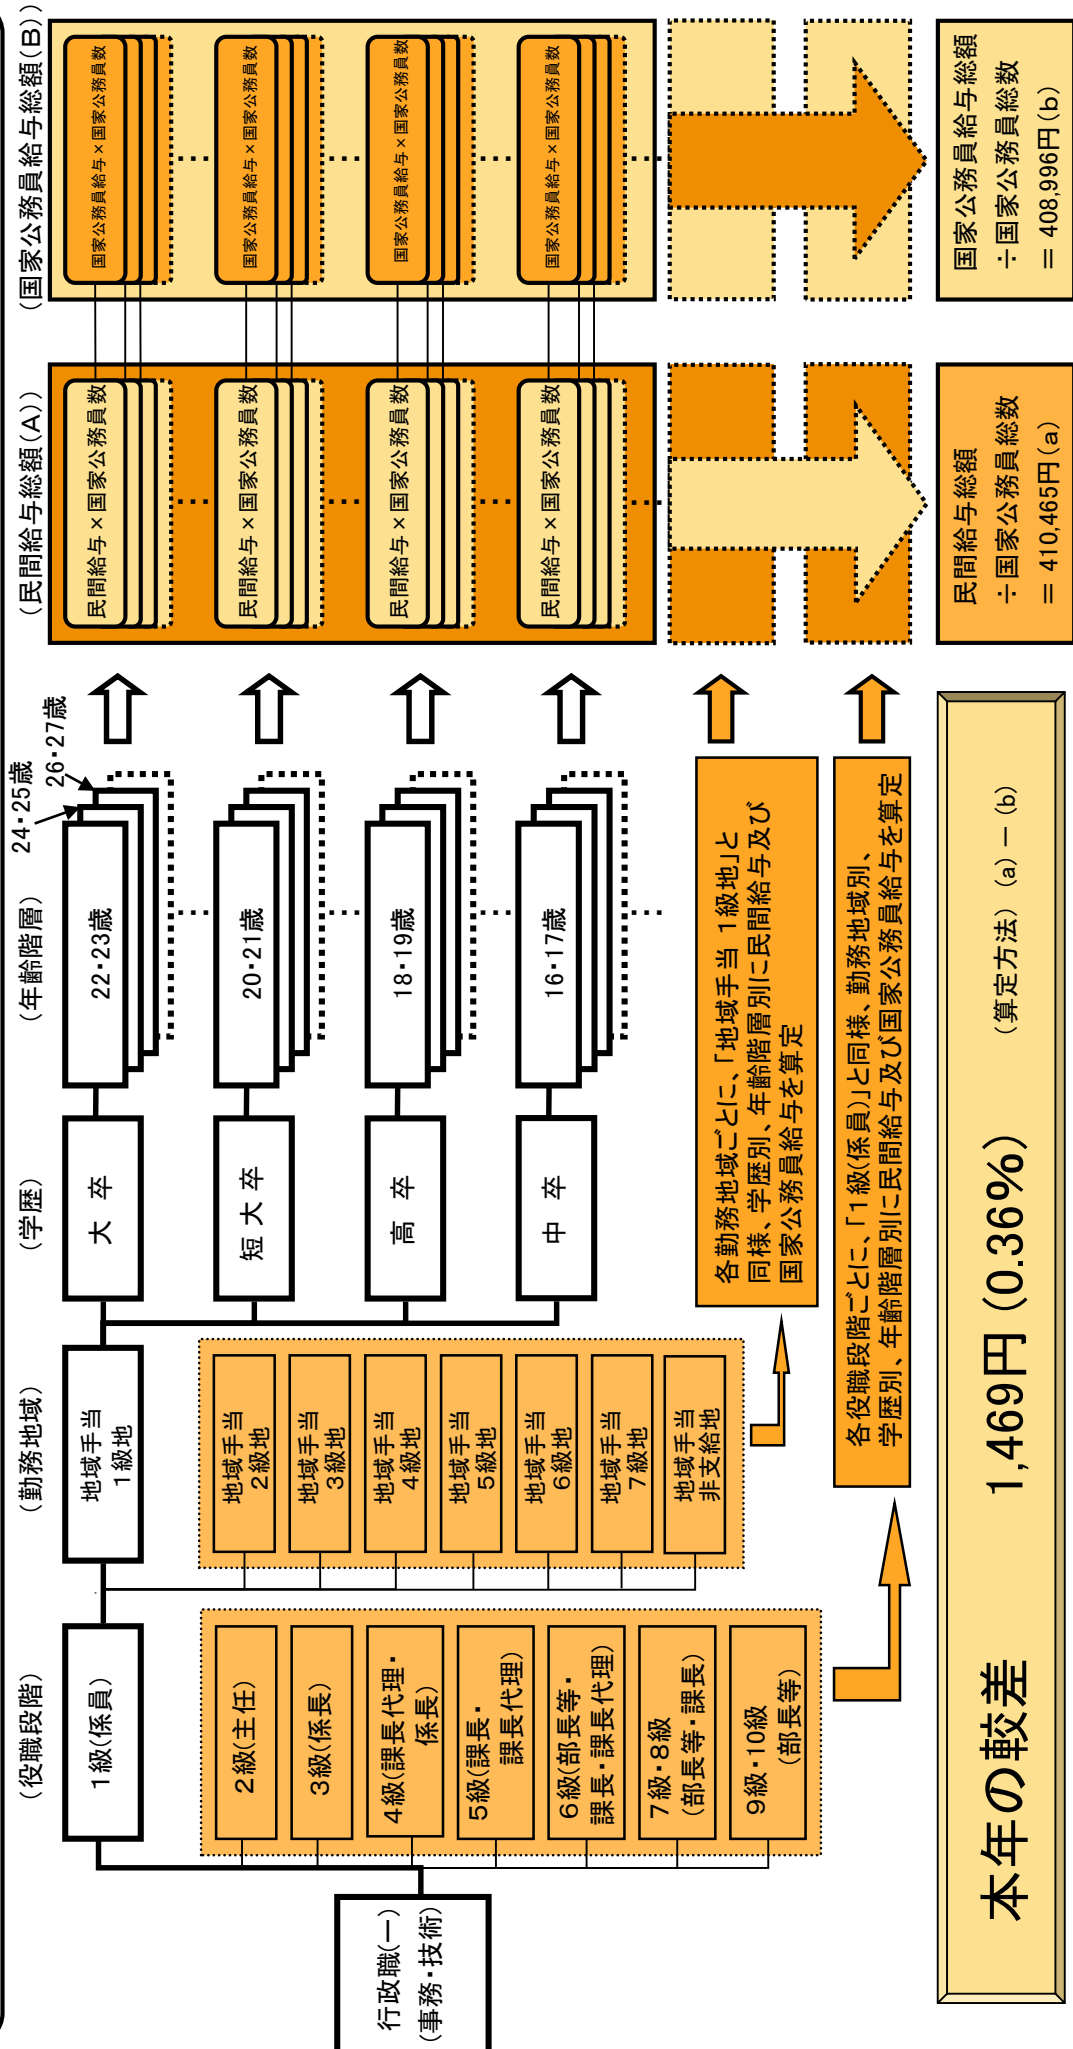 (役職段階)
(勤務地域)
(学歴)
(年齢階層)
(民間給与総額(A))
(国家公務員給与総額(B))
行政職(一)
(事務・技術)
1級(係員)
2級(主任)
3級(係長)
4級(課長代理・
係長)
5級(課長・
課長代理)
6級(部長等・
課長・課長代理)
7級・8級
(部長等・課長)
9級・10級
(部長等)
地域手当
1級地
地域手当
2級地
地域手当
3級地
地域手当
4級地
地域手当
5級地
地域手当
6級地
地域手当
7級地
地域手当
非支給地
大 卒
短 大 卒
高 卒
中 卒
24・25歳
26・27歳
22・23歳
20・21歳
18・19歳
16・17歳
民間給与×国家公務員数
民間給与×国家公務員数
民間給与×国家公務員数
民間給与×国家公務員数
国家公務員給与×国家公務員数
国家公務員給与×国家公務員数
国家公務員給与×国家公務員数
国家公務員給与×国家公務員数
各勤務地域ごとに、「地域手当 1級地」と
同様、学歴別、年齢階層別に民間給与及び
国家公務員給与を算定
各役職段階ごとに、「1級(係員)」と同様、勤務地域別、
学歴別、年齢階層別に民間給与及び国家公務員給与を算定
民間給与総額
÷国家公務員総数
= 410,465円(a)
国家公務員給与総額
÷国家公務員総数
= 408,996円(b)
本年の較差 1,469円 (0.36%) (算定方法) (a) ー (b)